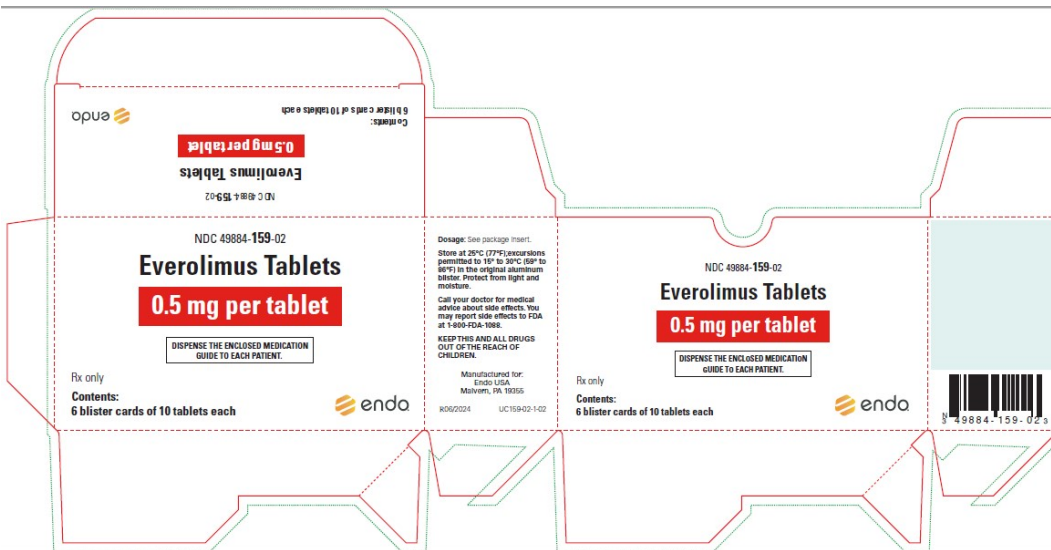 Contents:
6 blister cards of 10 tablets each
endo
0.5 mg per tablet
Everolimus Tablets
NDC 49884-159-02
NDC 49884-159-02
Everolimus Tablets
0.5 mg per tablet
DISPENSE THE ENCLOSED MEDICATION
GUIDE TO EACH PATIENT.
Rx only
Contents:
6 blister cards of 10 tablets each
endo
Dosage: See package insert.
Store at 25°C (77°F);excursions
permitted to 15° to 30°C (59° to
86°F) in the original aluminum
blister. Protect from light and
moisture.
Call your doctor for medical
advice about side effects. You
may report side effects to FDA
at 1-800-FDA-1088.
KEEP THIS AND ALL DRUGS
OUT OF THE REACH OF
CHILDREN.
Manufactured for:
Endo USA
Malvern, PA 19355
R06/2024 UC159-02-1-02
NDC 49884-159-02
Everolimus Tablets
0.5 mg per tablet
DISPENSE THE ENCLoSED MEDICATIoN
gUIDE To EACH PATIENT.
Rx only
Contents:
6 blister cards of 10 tablets each
endo
N
3 49884-159-02 3